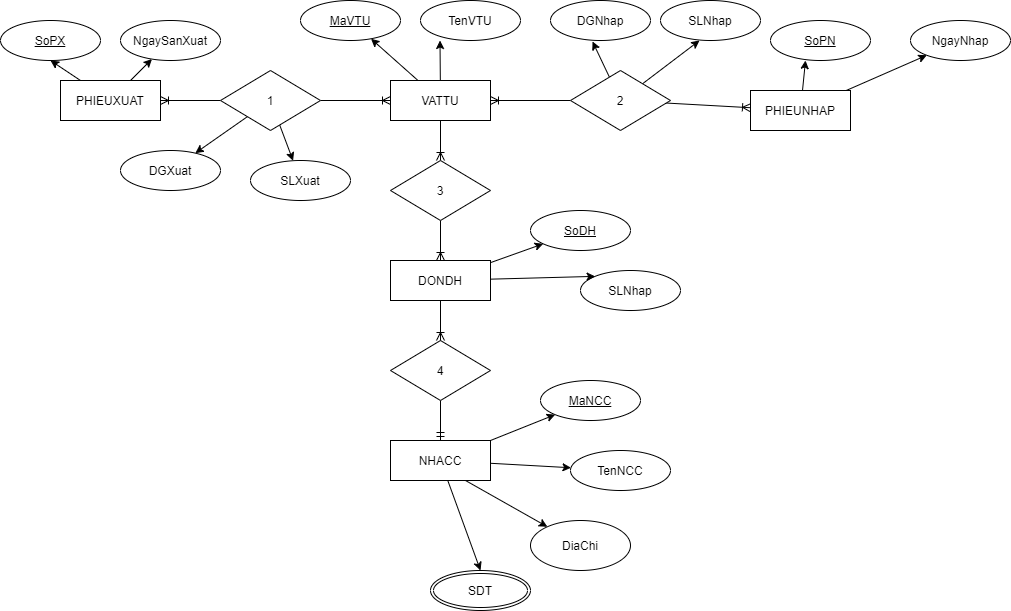 MaVTU
TenVTU
DGNhap
SLNhap
SoPX
NgaySanXuat
SoPN
NgayNhap
PHIEUXUAT
1
VATTU
2
PHIEUNHAP
DGXuat
SLXuat
3
SoDH
DONDH
SLNhap
4
MaNCC
NHACC
TenNCC
DiaChi
SDT